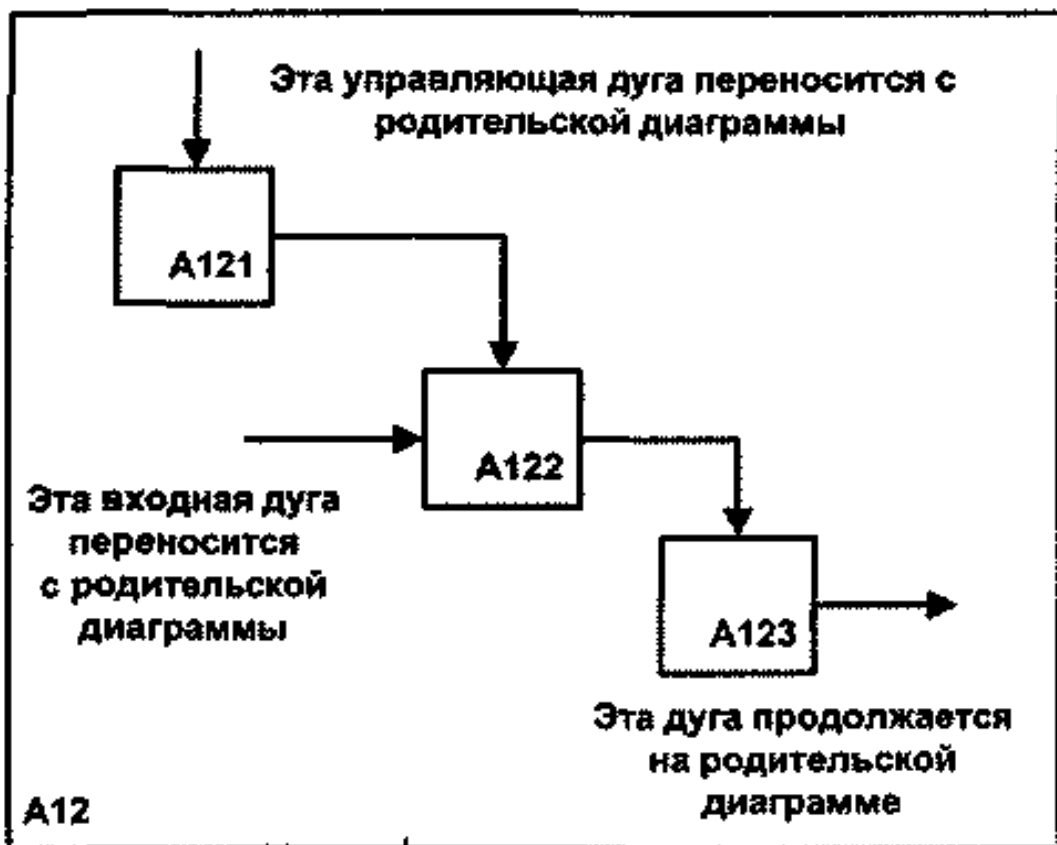 Эта управляющая дуга переносится с
родительской диаграммы
A121
A122
Эта входная дуга
переносится
с родительской
диаграммы
A123
Эта дуга продолжается
на родительской
диаграмме
A12